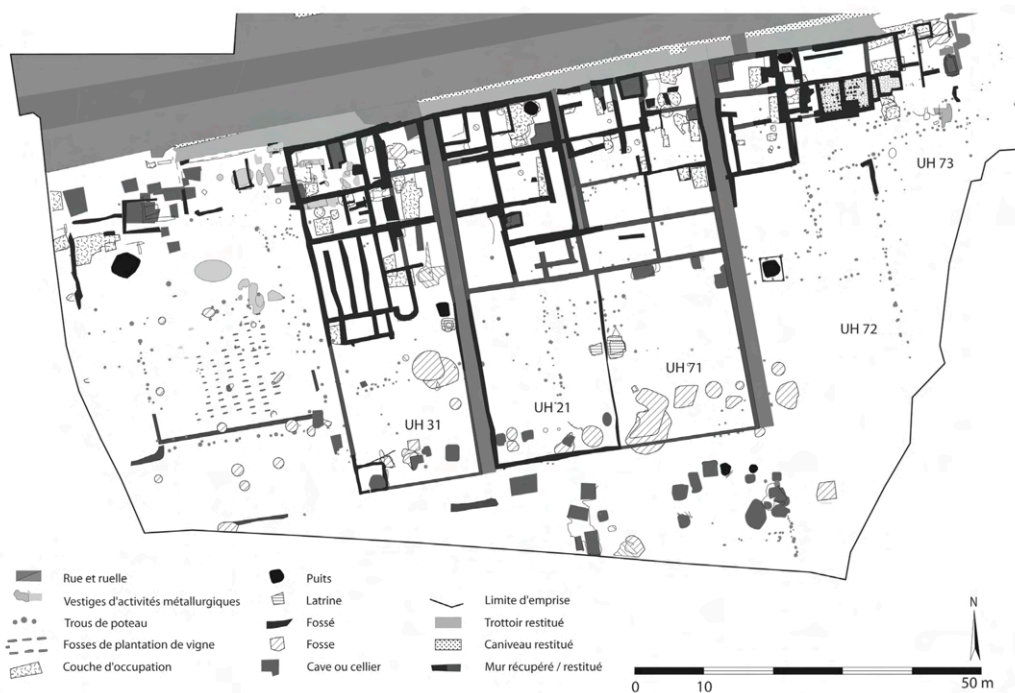 UH 73
UH 72
UH 71
UH 21
UH 31
Rue et ruelle
Vestiges d'activités métallurgiques
Trous de poteau
Fosses de plantation de vigne
Couche d'occupation
Puits
Latrine
Fossé
Fosse
Cave ou cellier
Limite d'emprise
Trottoir restitué
Caniveau restitué
Mur récupéré / restitué
N
0 10 50 m